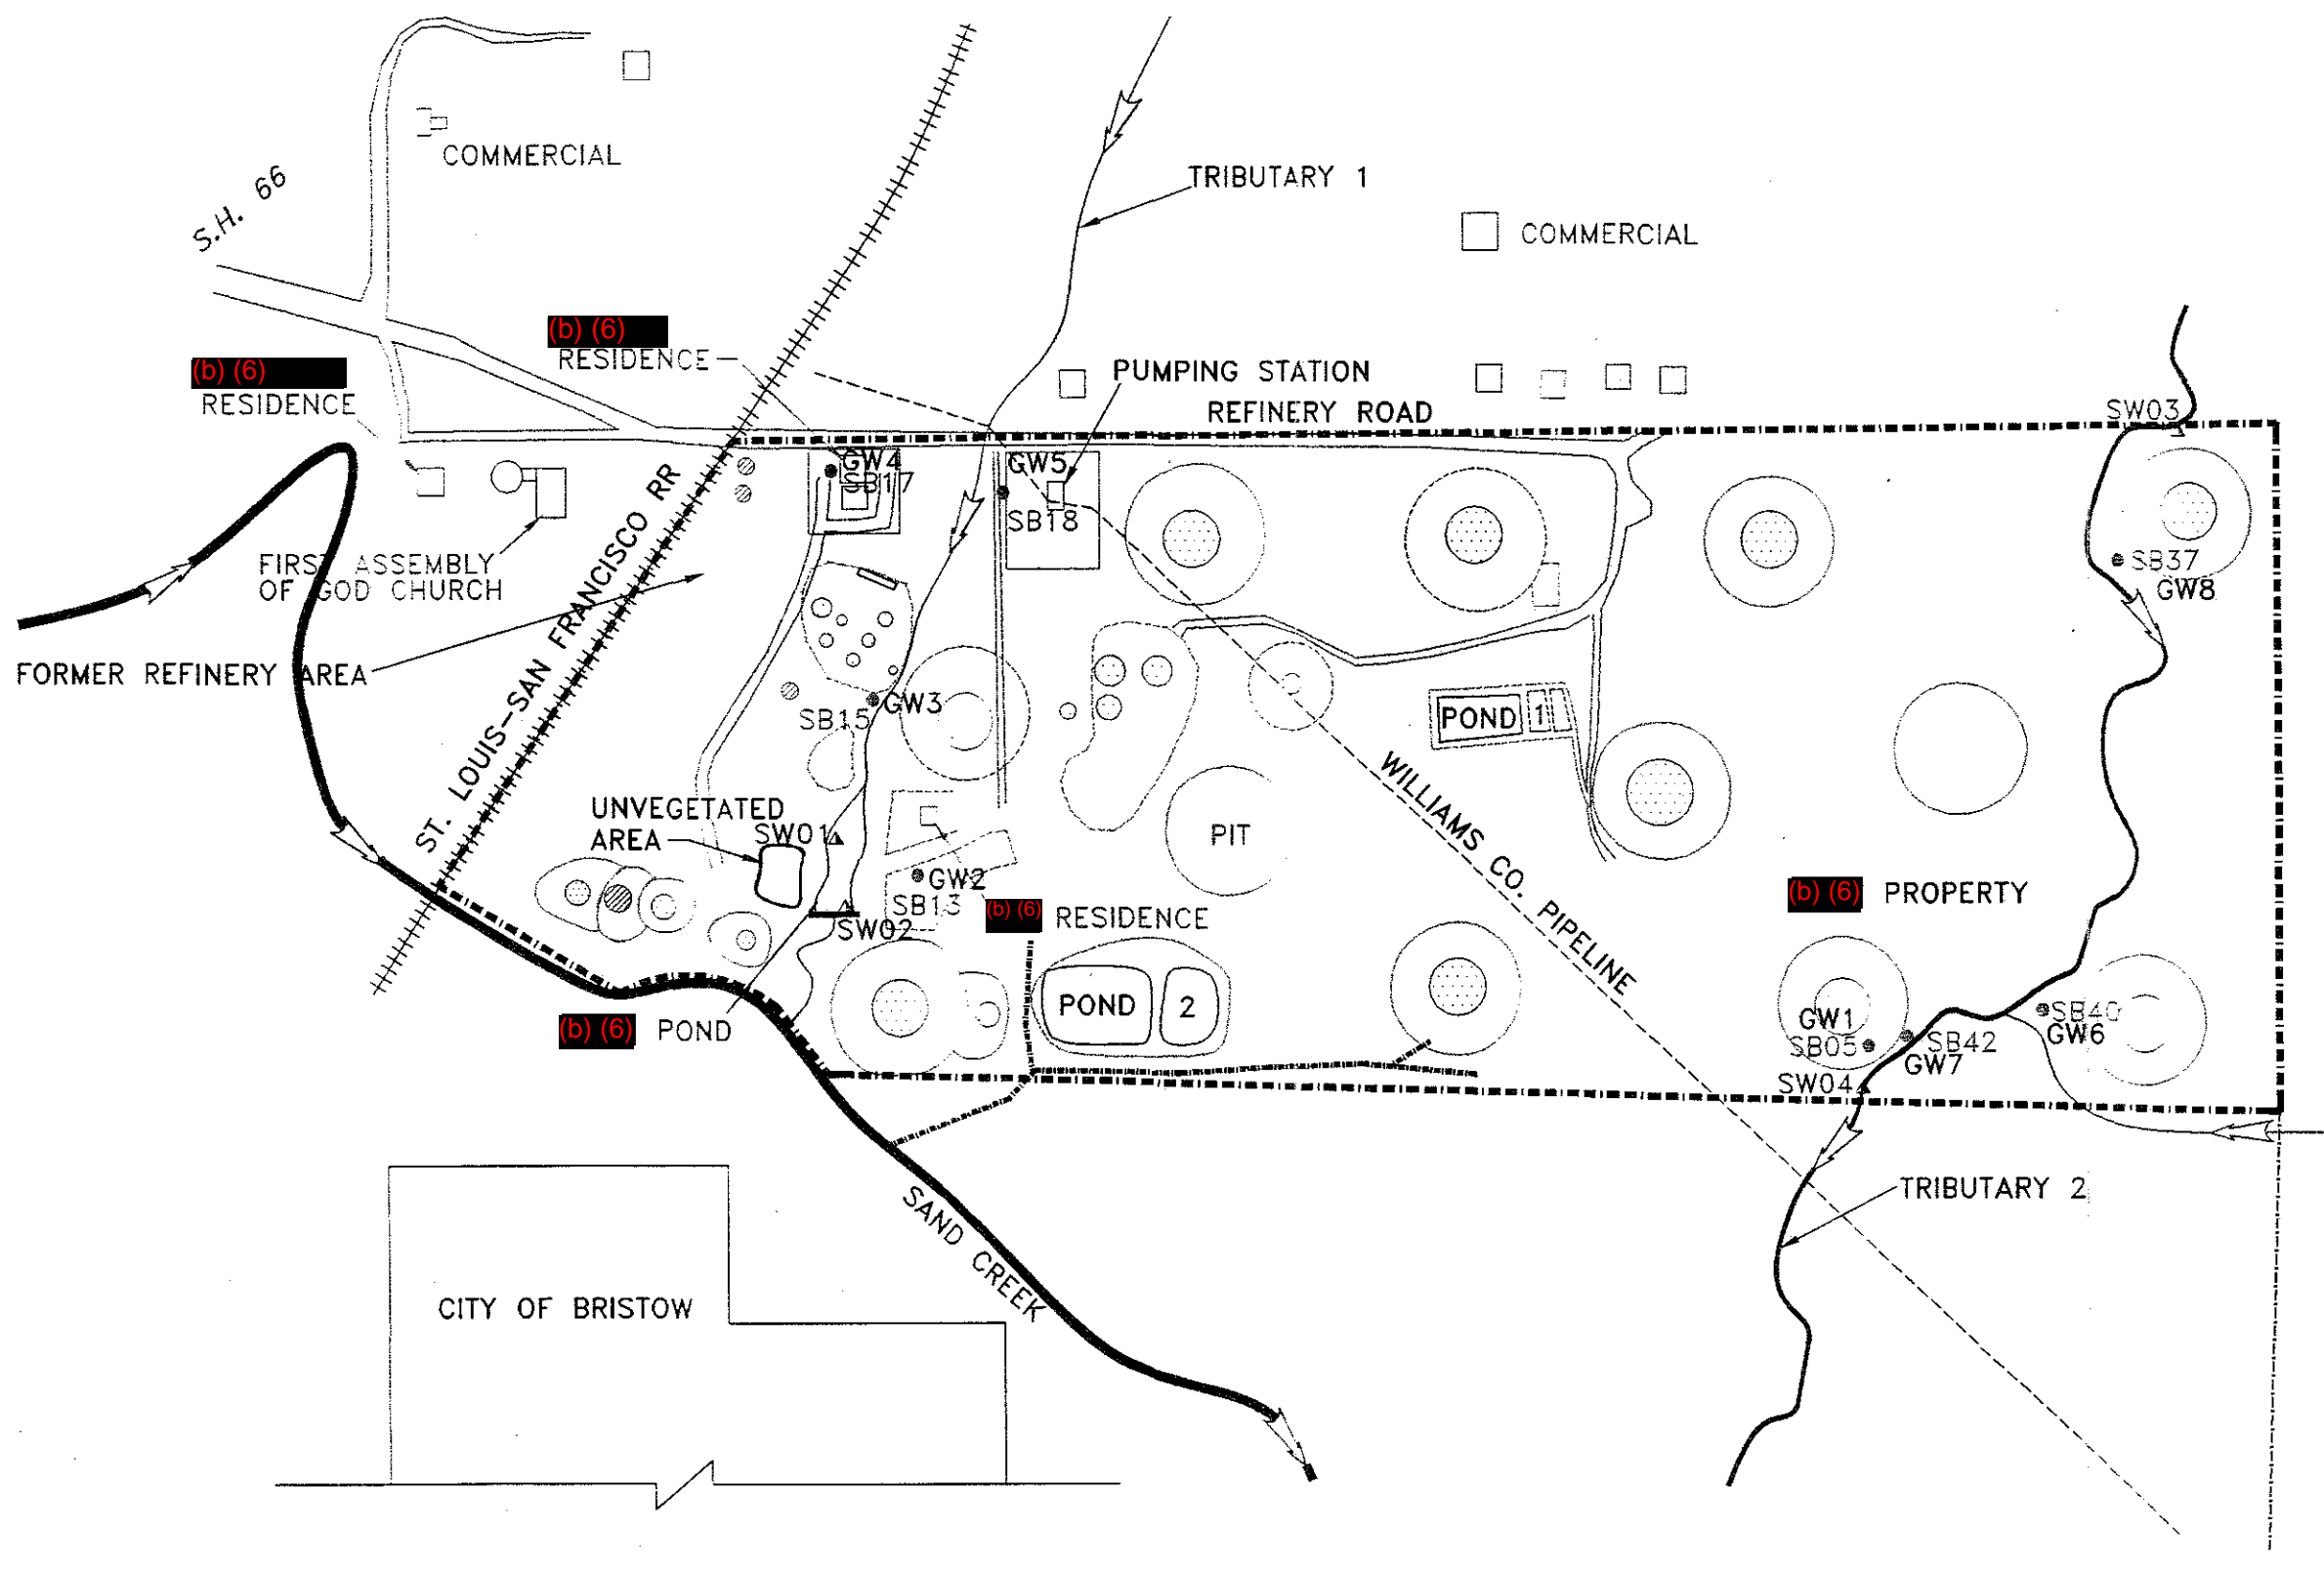 COMMERCIAL
S.H. 66
TRIBUTARY 1
COMMERCIAL
(b) (6)
RESIDENCE
(b) (6)
RESIDENCE
PUMPING STATION
REFINERY ROAD
SW03
GW4
SB17
GW5
SB18
ST. LOUIS-SAN FRANCISCO RR
FIRST ASSEMBLY
OF GOD CHURCH
SB37
GW8
FORMER REFINERY AREA
SB15
GW3
POND 1
WILLIAMS CO. PIPELINE
UNVEGETATED
AREA
SW01
PIT
GW2
SB13
(b) (6) RESIDENCE
(b) (6) PROPERTY
SW02
POND 2
(b) (6) POND
GW1
SB05
SB42
GW7
SB40
GW6
SW04
TRIBUTARY 2
SAND CREEK
CITY OF BRISTOW